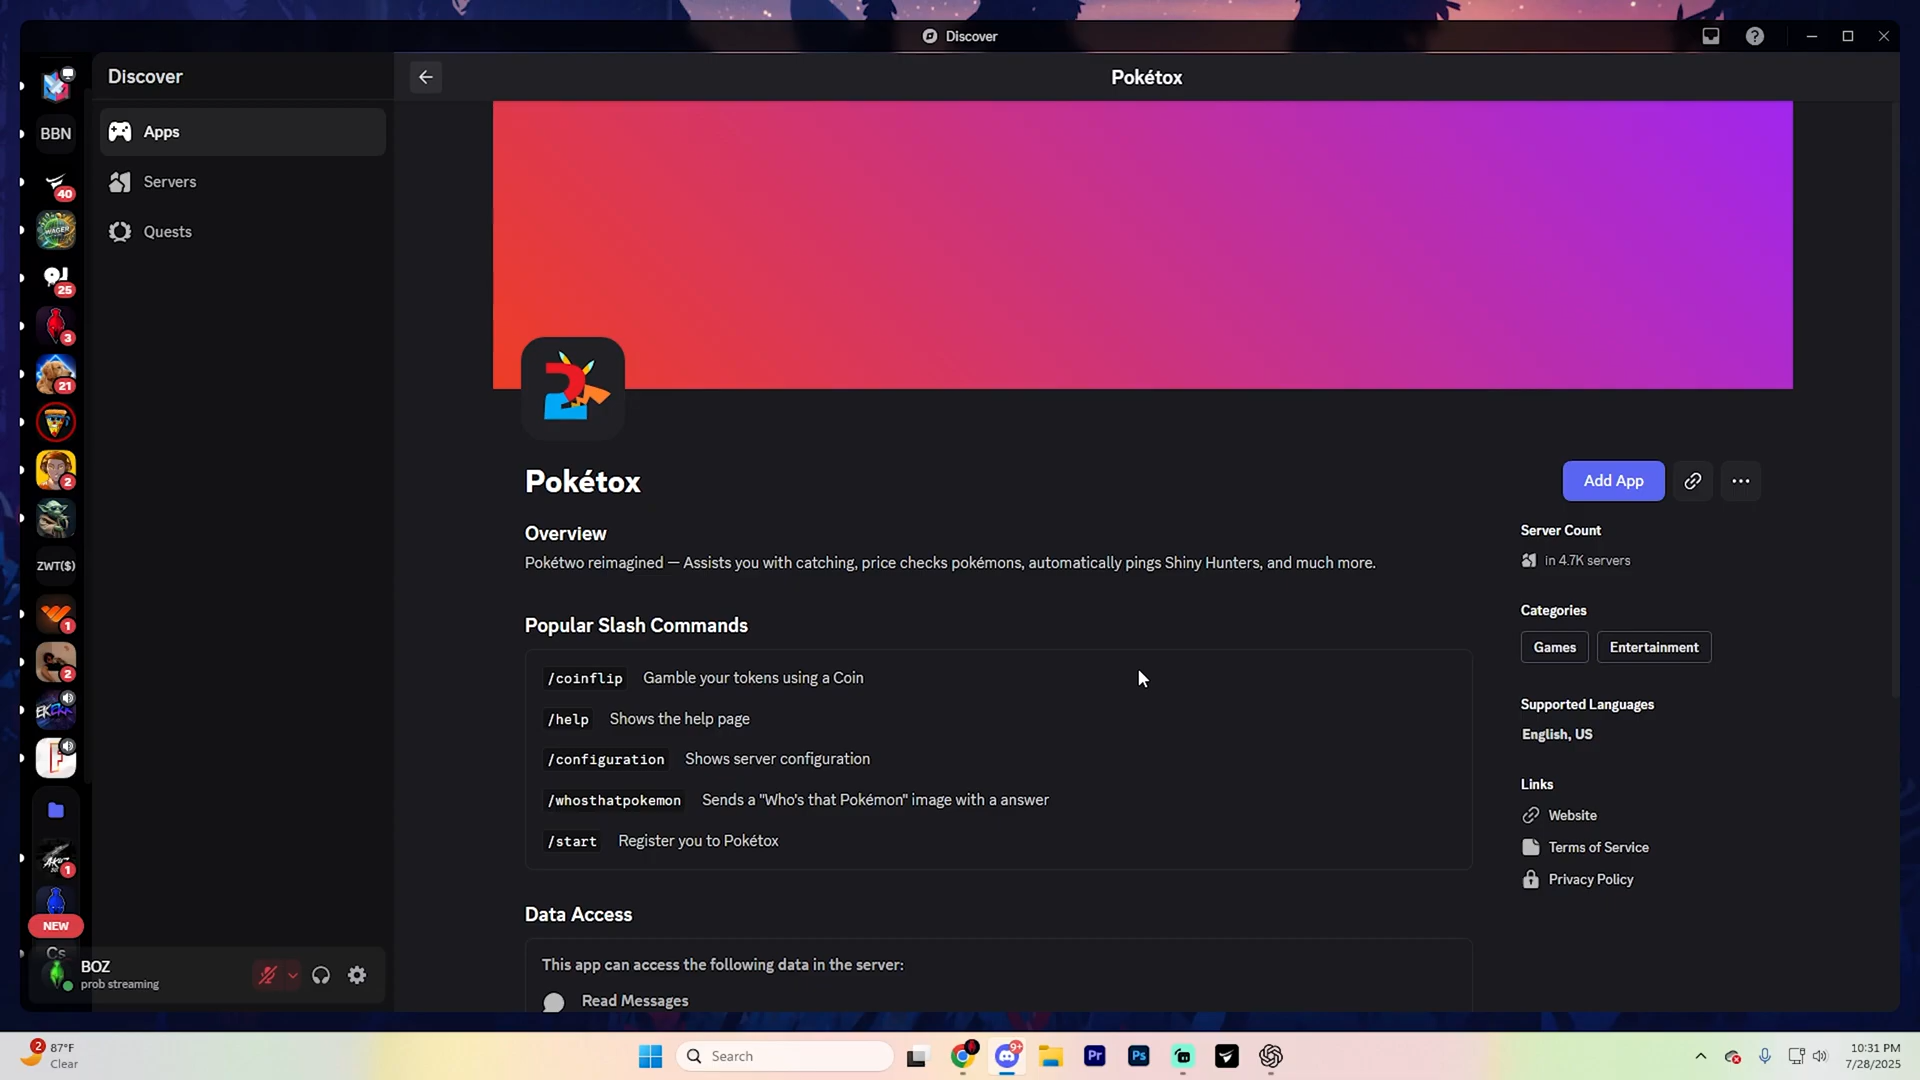 Discover
Discover
Apps
Servers
Quests
BBN
40
25
3
21
2
ZWT($)
1
2
1
NEW
Cs
BOZ
prob streaming
Pokétox
Pokétox
Add App
Overview
Pokétwo reimagined — Assists you with catching, price checks pokémons, automatically pings Shiny Hunters, and much more.
Popular Slash Commands
/coinflip Gamble your tokens using a Coin
/help Shows the help page
/configuration Shows server configuration
/whosthatpokemon Sends a "Who's that Pokémon" image with a answer
/start Register you to Pokétox
Data Access
This app can access the following data in the server:
Read Messages
Server Count
in 4.7K servers
Categories
Games
Entertainment
Supported Languages
English, US
Links
Website
Terms of Service
Privacy Policy
2
87°F
Clear
Search
9+
Pr
Ps
10:31 PM
7/28/2025